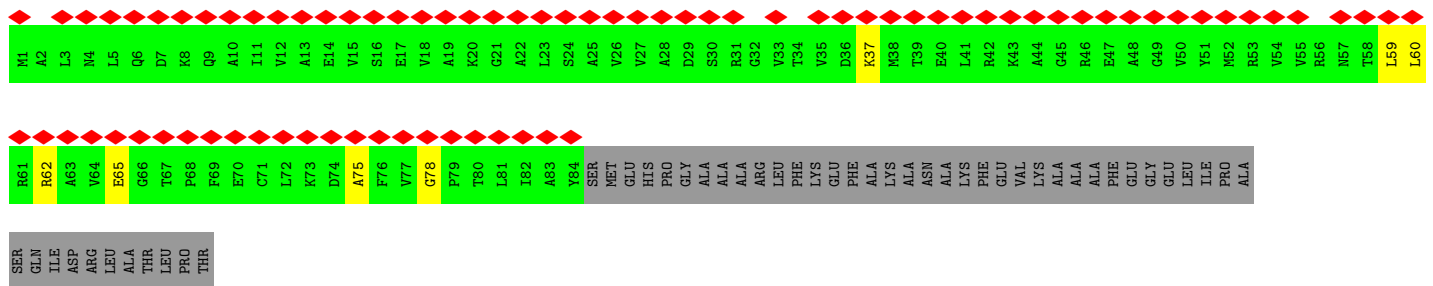 M1 A2 L3 N4 L5 Q6 D7 K8 Q9 A10 I11 V12 A13 E14 V15 S16 E17 V18 A19 K20 G21 A22 L23 S24 A25 V26 V27 A28 D29 S30 R31 G32 V33 T34 V35 D36 K37 M38 T39 E40 L41 R42 K43 A44 G45 R46 E47 A48 G49 V50 Y51 M52 R53 V54 V55 R56 N57 T58 L59 L60
R61 R62 A63 V64 E65 G66 T67 P68 F69 E70 C71 L72 K73 D74 A75 F76 V77 G78 P79 T80 L81 I82 A83 Y84 SER MET GLU HIS PRO GLY ALA ALA ALA ARG LEU PHE LYS GLU PHE ALA LYS ALA ASN ALA LYS PHE GLU VAL LYS ALA ALA ALA PHE GLU GLY GLU LEU ILE PRO ALA
SER GLN ILE ASP ARG LEU ALA THR LEU PRO THR